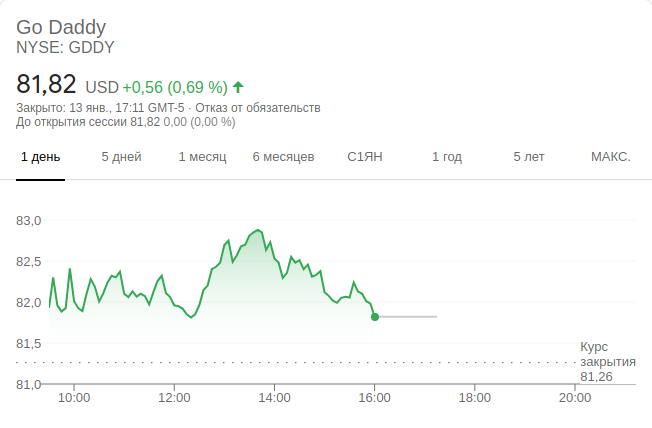 Go Daddy
NYSE: GDDY
81,82 USD +0,56 (0,69 %)
Закрыто: 13 янв., 17:11 GMT-5 · Отказ от обязательств
До открытия сессии 81,82 0,00 (0,00 %)
1 день 5 дней 1 месяц 6 месяцев С1ЯН 1 год 5 лет МАКС.
83,0
82,5
82,0
81,5
Курс
закрытия
81,26
81,0
10:00 12:00 14:00 16:00 18:00 20:00